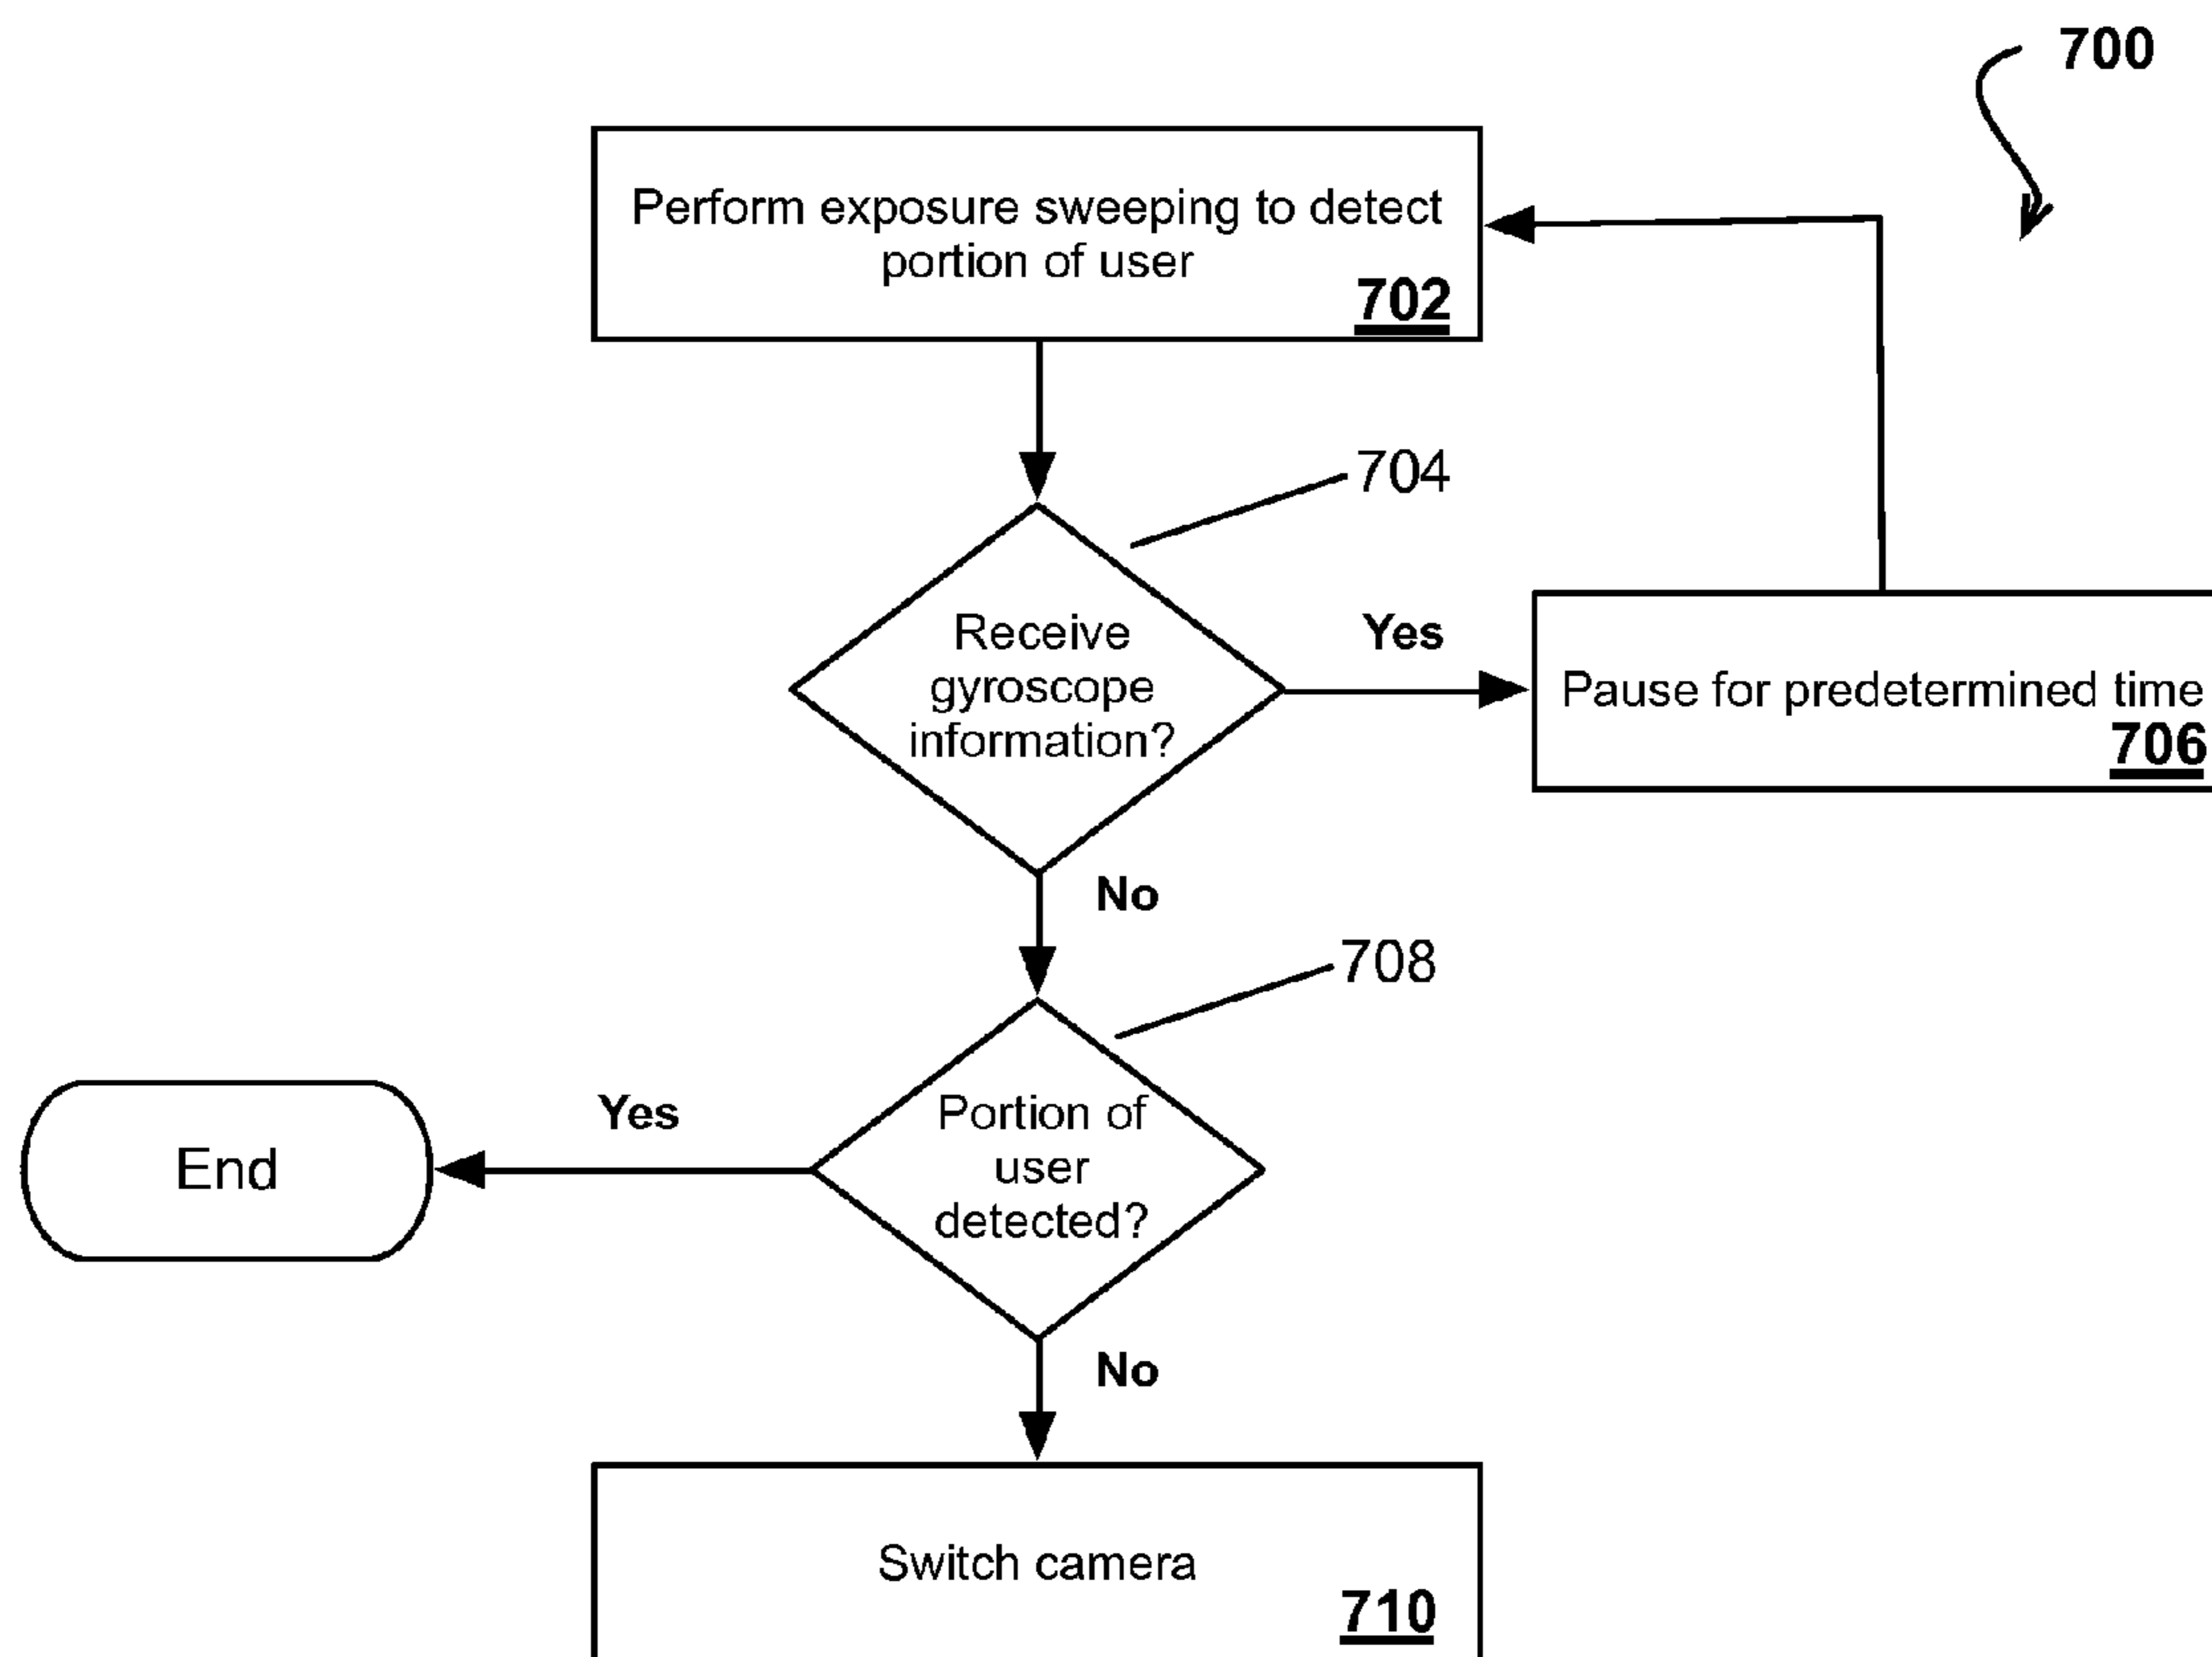 700
Perform exposure sweeping to detect
portion of user
702
704
Receive
gyroscope
information?
Yes
Pause for predetermined time
706
No
708
Portion of
user
detected?
Yes
End
No
Switch camera
710